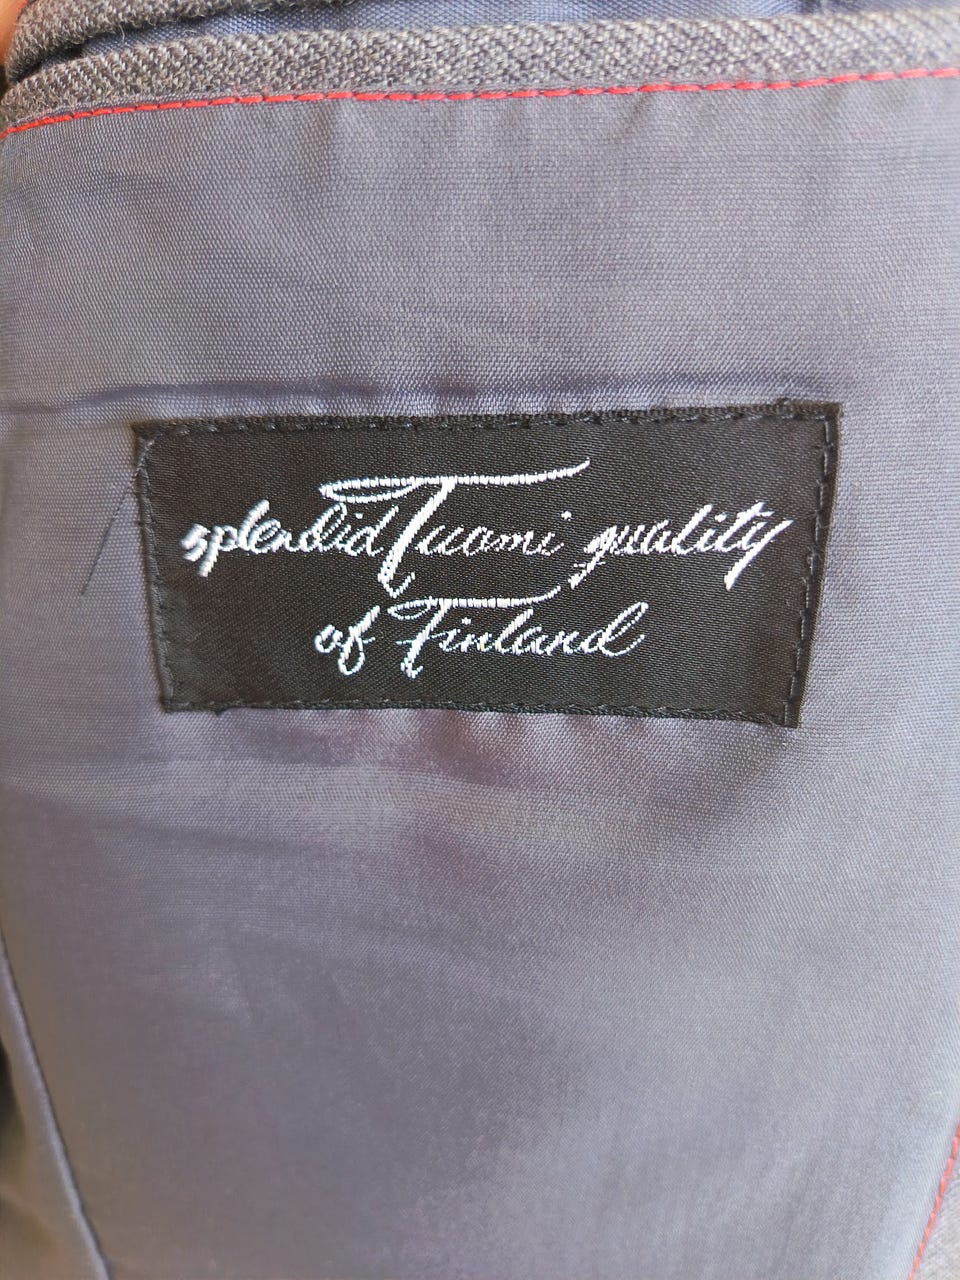 splendid Tuomi quality
of Finland